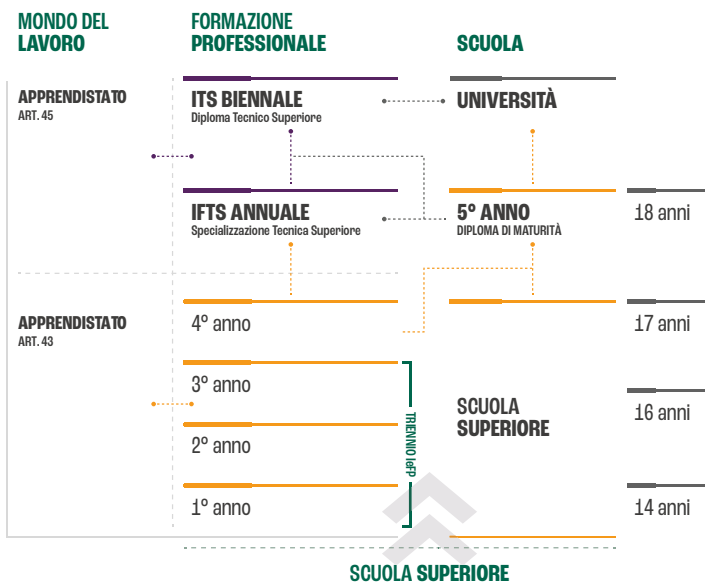 MONDO DEL
LAVORO
FORMAZIONE
PROFESSIONALE
SCUOLA
APPRENDISTATO
ART. 45
ITS BIENNALE
Diploma Tecnico Superiore
UNIVERSITÀ
IFTS ANNUALE
Specializzazione Tecnica Superiore
5° ANNO
DIPLOMA DI MATURITÀ
18 anni
APPRENDISTATO
ART. 43
4° anno
17 anni
3° anno
2° anno
1° anno
TRIENNIO IeFP
SCUOLA
SUPERIORE
16 anni
14 anni
SCUOLA SUPERIORE